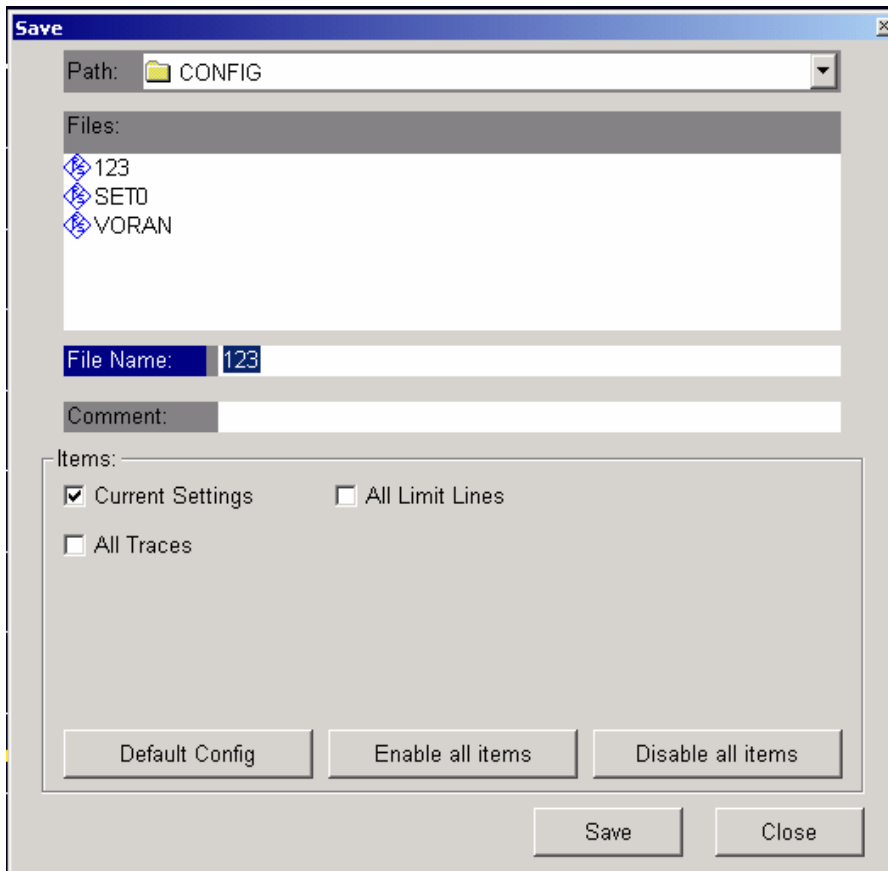 Save
Path: CONFIG
Files:
123
SET0
VORAN
File Name: 123
Comment:
Items:
Current Settings All Limit Lines
All Traces
Default Config Enable all items Disable all items
Save Close